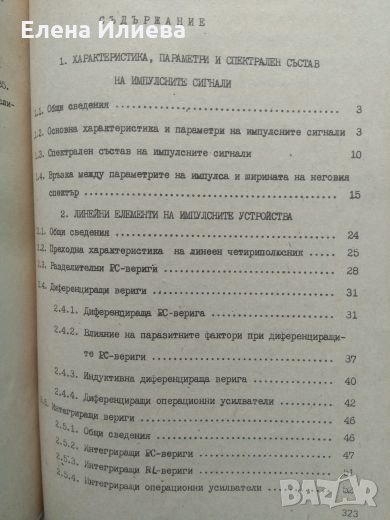 Елена Илиева
СЪДЪРЖАНИЕ
1. ХАРАКТЕРИСТИКА, ПАРАМЕТРИ И СПЕКТРАЛЕН СЪСТАВ
НА ИМПУЛСНИТЕ СИГНАЛИ
1.1. Общи сведения 3
1.2. Основна характеристика и параметри на импулсните сигнали 3
1.3. Спектрален състав на импулсните сигнали 10
1.4. Връзка между параметрите на импулса и ширината на неговия
спектър 15
2. ЛИНЕЙНИ ЕЛЕМЕНТИ НА ИМПУЛСНИТЕ УСТРОЙСТВА
2.1. Общи сведения 24
2.2. Преходна характеристика на линеен четириполюсник 25
2.3. Разделителни RC-вериги 28
2.4. Диференциращи вериги 31
2.4.1. Диференцираща RC-верига 31
2.4.2. Влияние на паразитните фактори при диференциращи-
те RC-вериги 37
2.4.3. Индуктивна диференцираща верига 40
2.4.4. Диференциращи операционни усилватели 42
2.5. Интегриращи вериги 46
2.5.1. Общи сведения 46
2.5.2. Интегриращи RC-вериги 47
2.5.3. Интегриращи RL-вериги 51
2.5.4. Интегриращи операционни усилватели 52
323
BAZAR